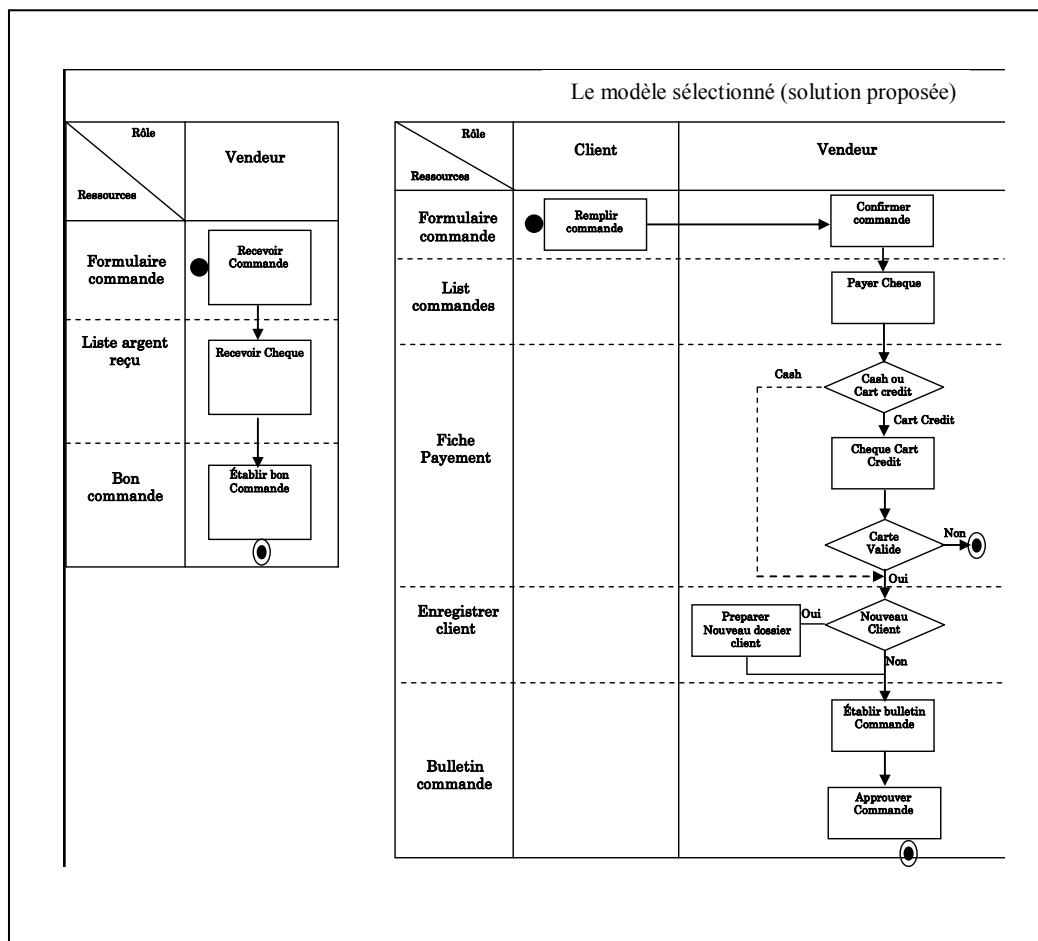 Le modèle sélectionné (solution proposée)
Rôle
Ressources
Vendeur
Formulaire
commande
Recevoir
Commande
Liste argent
reçu
Recevoir Cheque
Bon
commande
Établir bon
Commande
Rôle
Ressources
Client
Vendeur
Formulaire
commande
Remplir
commande
Confirmer
commande
List
commandes
Payer Cheque
Fiche
Payement
Cash
Cash ou
Cart credit
Cart Credit
Cheque Cart
Credit
Carte
Valide
Non
Oui
Enregistrer
client
Preparer
Nouveau dossier
client
Oui
Nouveau
Client
Non
Bulletin
commande
Établir bulletin
Commande
Approuver
Commande